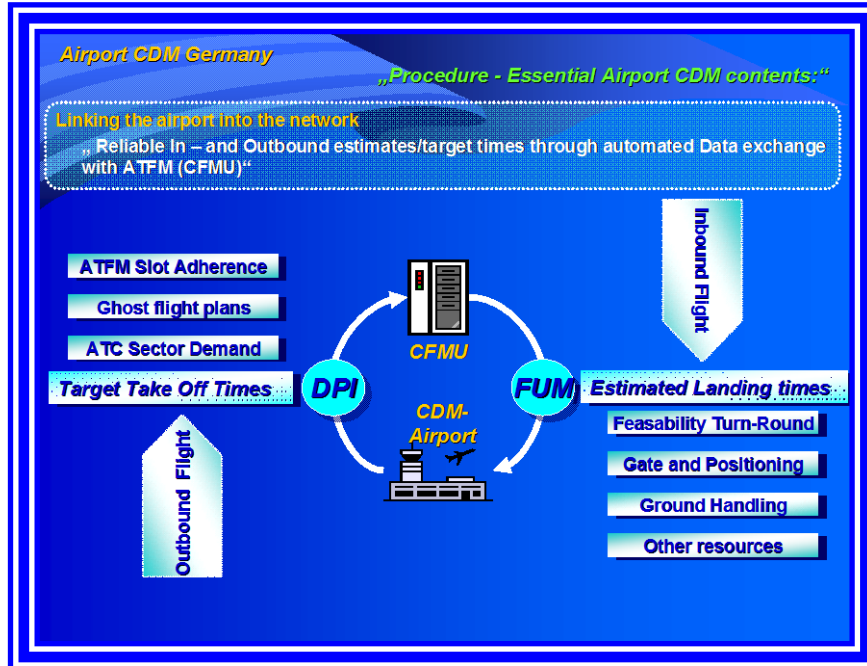 Airport CDM Germany
„Procedure - Essential Airport CDM contents:“
Linking the airport into the network
„ Reliable In – and Outbound estimates/target times through automated Data exchange
with ATFM (CFMU)“
Inbound Flight
ATFM Slot Adherence
Ghost flight plans
ATC Sector Demand
Target Take Off Times
DPI
CFMU
FUM
Estimated Landing times
CDM-
Airport
Feasability Turn-Round
Gate and Positioning
Ground Handling
Other resources
Outbound Flight